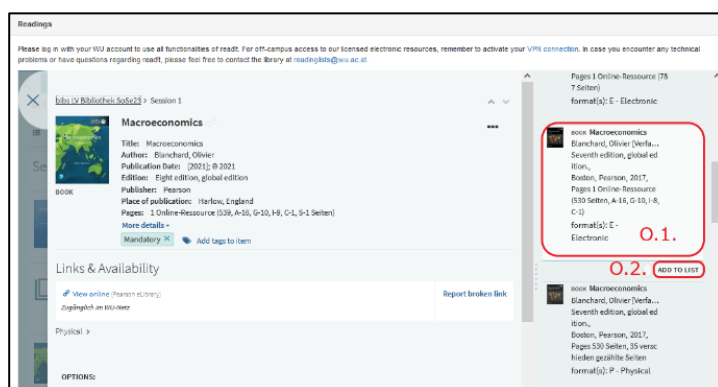 Readings
Please log in with your WU account to use all functionalities of readIt. For off-campus access to our licensed electronic resources, remember to activate your VPN connection. In case you encounter any technical
problems or have questions regarding readIt, please feel free to contact the library at readinglists@wu.ac.at
bibo LV Bibliothek SoSe23 > Session 1
Macroeconomics
Title: Macroeconomics
Author: Blanchard, Olivier
Publication Date: [2021]; © 2021
Edition: Eight edition, global edition
Publisher: Pearson
Place of publication: Harlow, England
Pages: 1 Online-Ressource (539, A-16, G-10, I-9, C-1, S-1 Seiten)
BOOK
More details
Mandatory × Add tags to item
Links & Availability
View online (Pearson eLibrary)
Zugänglich im WU-Netz
Report broken link
Physical >
OPTIONS:
Se
Pages 1 Online-Ressource (78
7 Seiten)
format(s): E - Electronic
BOOK Macroeconomics
Blanchard, Olivier [Verfa...
Seventh edition, global ed
ition.,
Boston, Pearson, 2017,
Pages 1 Online-Ressource
(530 Seiten, A-16, G-10, I-8,
C-1)
format(s): E -
Electronic
O.1.
O.2. ADD TO LIST
BOOK Macroeconomics
Blanchard, Olivier [Verfa...
Seventh edition, global ed
ition.,
Boston, Pearson, 2017,
Pages 530 Seiten, 35 versc
hieden gezählte Seiten
format(s): P - Physical